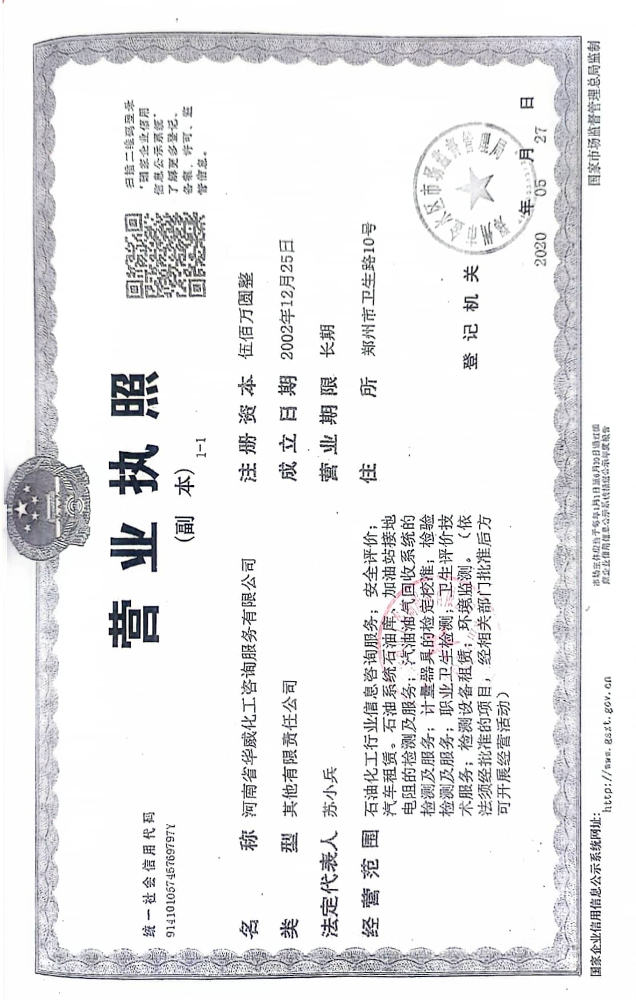 营业执照
（副 本）
1-1
统一社会信用代码
91410105745769797Y
扫描二维码登录
“国家企业信用
信息公示系统”
了解更多登记、
备案、许可、监
管信息。
名 称 河南省华威化工咨询服务有限公司
类 型 其他有限责任公司
法定代表人 苏小兵
经营范围 石油化工行业信息咨询服务；安全评价；
汽车租赁。石油系统石油库、加油站接地
电阻的检测及服务；汽油油气回收系统的
检测及服务；计量器具的检定校准；检验
检测及服务；职业卫生检测；卫生评价技
术服务；检测设备租赁；环境监测。（依
法须经批准的项目，经相关部门批准后方
可开展经营活动）
注册资本 伍佰万圆整
成立日期 2002年12月25日
营业期限 长期
住 所 郑州市卫生路10号
登记机关
郑州市金水区市场监督管理局
2020 年 05 月 27 日
国家企业信用信息公示系统网址：
http://www.gsxt.gov.cn
市场主体应当于每年1月1日至6月30日通过国
家企业信用信息公示系统报送公示年度报告
国家市场监督管理总局监制